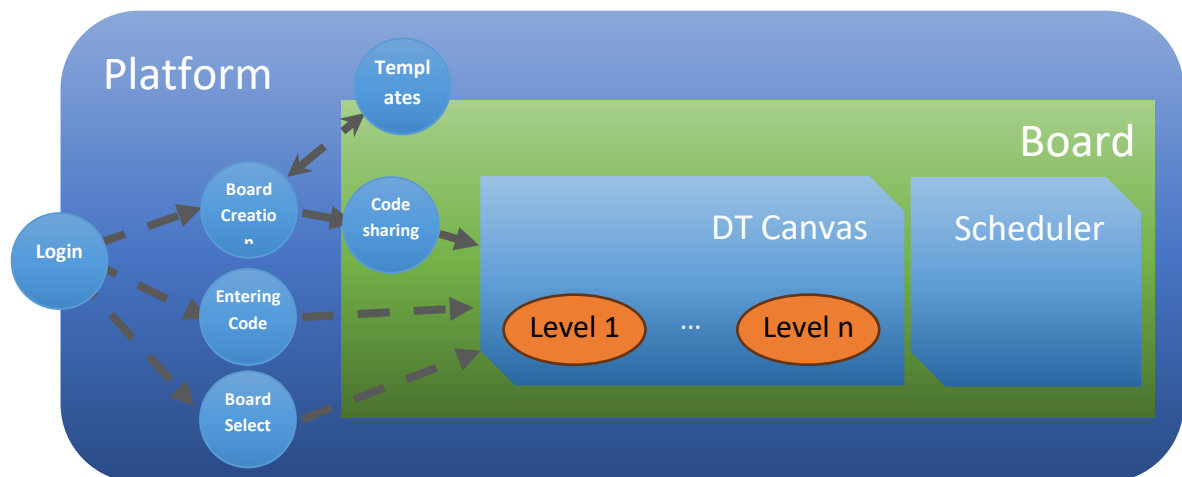 Platform
Templ
ates
Board
Board
Creatio
n
Code
sharing
Login
DT Canvas
Scheduler
Entering
Code
Level 1
...
Level n
Board
Select